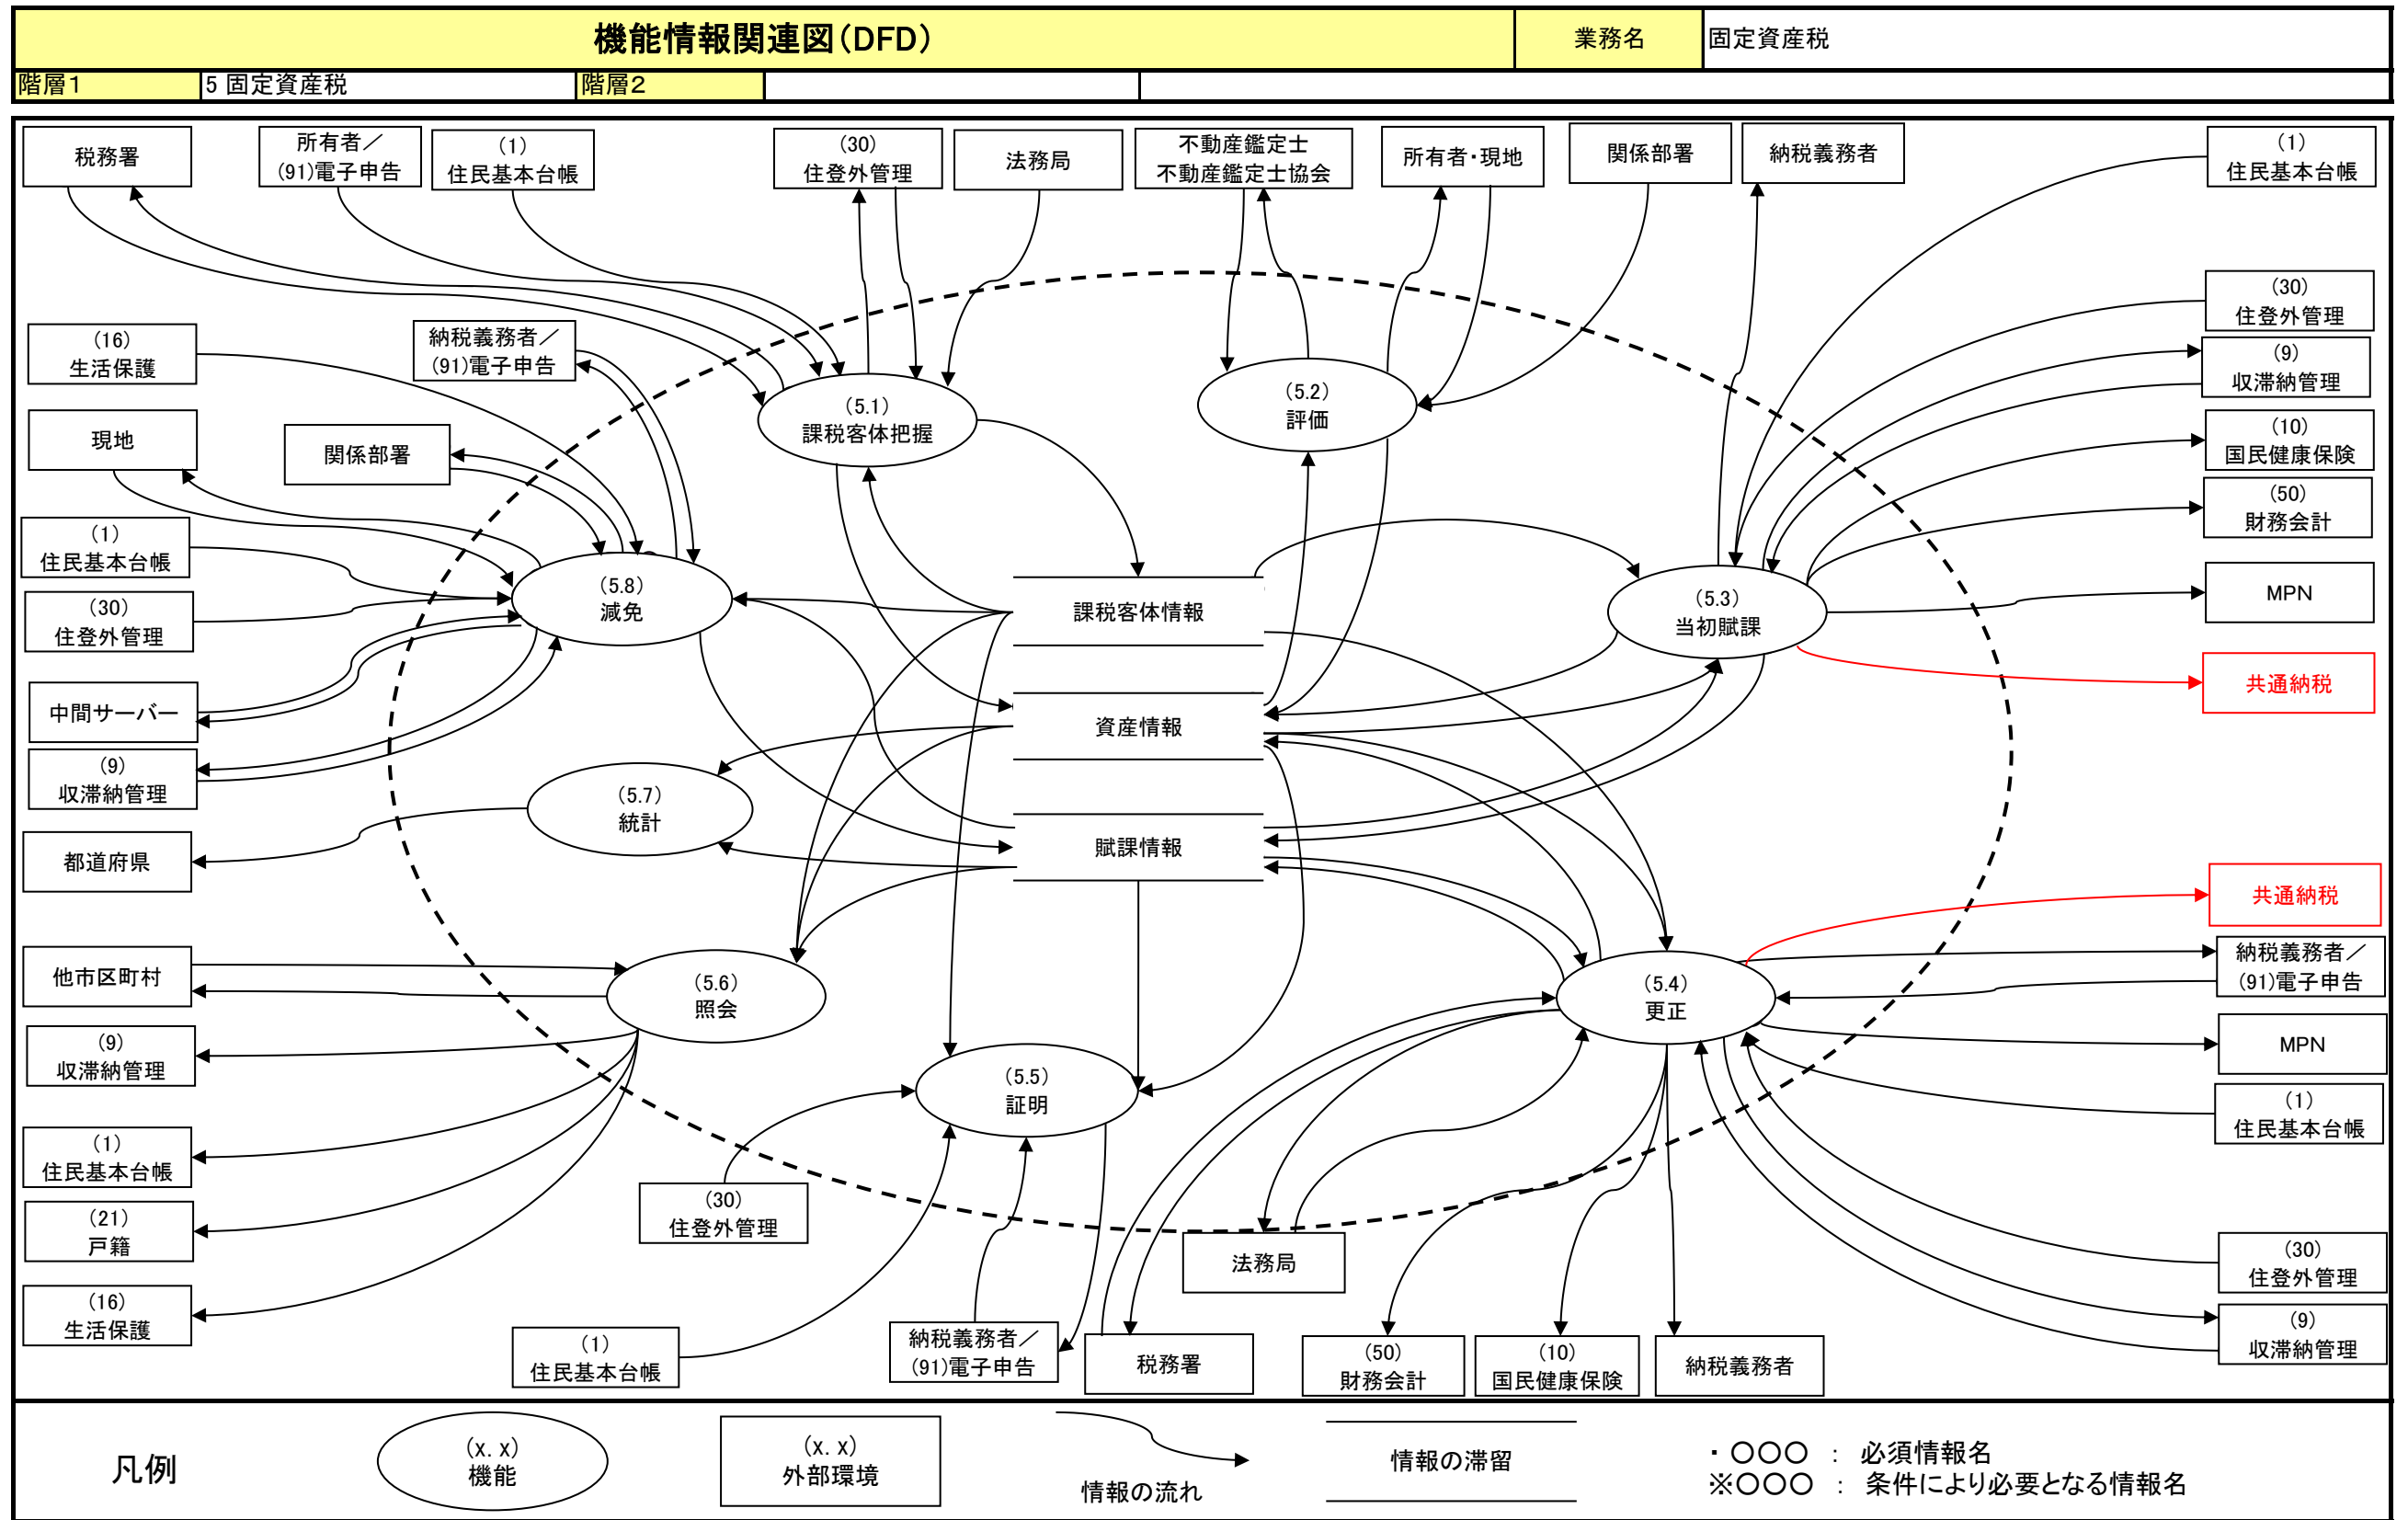 機能情報関連図(DFD)
業務名
固定資産税
階層1
5 固定資産税
階層2
税務署
所有者／
(91)電子申告
(1)
住民基本台帳
(30)
住登外管理
法務局
不動産鑑定士
不動産鑑定士協会
所有者・現地
関係部署
納税義務者
(1)
住民基本台帳
(16)
生活保護
納税義務者／
(91)電子申告
(30)
住登外管理
(9)
収滞納管理
(5.1)
課税客体把握
(5.2)
評価
現地
関係部署
(10)
国民健康保険
(50)
財務会計
(1)
住民基本台帳
(30)
住登外管理
(5.8)
減免
課税客体情報
(5.3)
当初賦課
MPN
共通納税
中間サーバー
資産情報
(9)
収滞納管理
(5.7)
統計
都道府県
賦課情報
共通納税
他市区町村
(5.6)
照会
(5.4)
更正
納税義務者／
(91)電子申告
(9)
収滞納管理
MPN
(5.5)
証明
(1)
住民基本台帳
(1)
住民基本台帳
(21)
戸籍
(30)
住登外管理
法務局
(30)
住登外管理
(16)
生活保護
(9)
収滞納管理
(1)
住民基本台帳
納税義務者／
(91)電子申告
税務署
(50)
財務会計
(10)
国民健康保険
納税義務者
凡例
(x. x)
機能
(x. x)
外部環境
情報の流れ
情報の滞留
・○○○ ： 必須情報名
※○○○ ： 条件により必要となる情報名